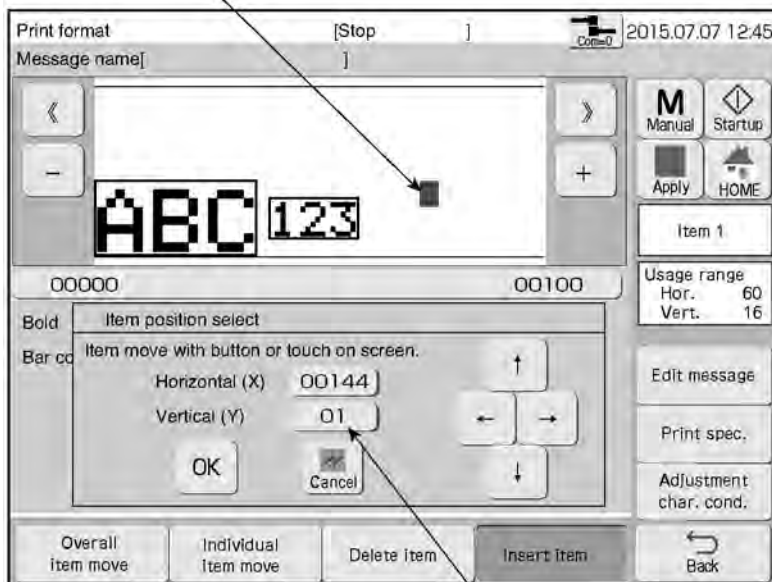 Print format [Stop ] Com=0 2015.07.07 12:45
Message name[ ]
《 》 M Manual Startup
- + Apply HOME
ABC 123
Item 1
00000 00100
Usage range
Hor. 60
Vert. 16
Bold Item position select
Bar co Item move with button or touch on screen.
Horizontal (X) 00144
↑
Edit message
Vertical (Y) 01
← →
Print spec.
OK Cancel
↓
Adjustment
char. cond.
Overall
item move
Individual
item move
Delete item
Insert item
Back